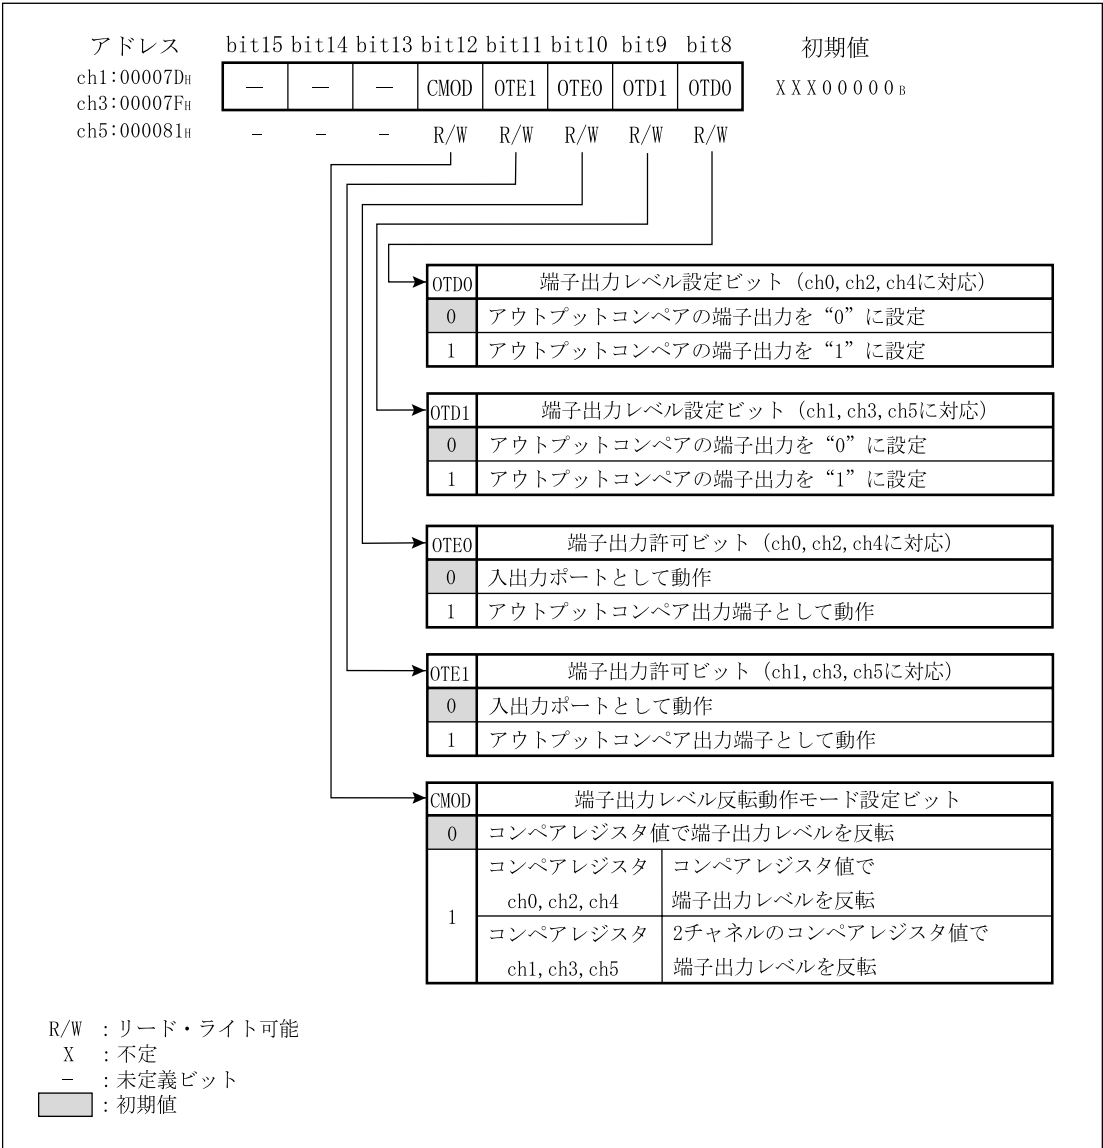 アドレス bit15 bit14 bit13 bit12 bit11 bit10 bit9 bit8 初期値
ch1:00007DH
ch3:00007FH
ch5:000081H
— — — CMOD OTE1 OTE0 OTD1 OTD0 XXX00000B
− − − R/W R/W R/W R/W R/W
OTD0 端子出力レベル設定ビット (ch0,ch2,ch4に対応)
0 アウトプットコンペアの端子出力を“0”に設定
1 アウトプットコンペアの端子出力を“1”に設定
OTD1 端子出力レベル設定ビット (ch1,ch3,ch5に対応)
0 アウトプットコンペアの端子出力を“0”に設定
1 アウトプットコンペアの端子出力を“1”に設定
OTE0 端子出力許可ビット (ch0,ch2,ch4に対応)
0 入出力ポートとして動作
1 アウトプットコンペア出力端子として動作
OTE1 端子出力許可ビット (ch1,ch3,ch5に対応)
0 入出力ポートとして動作
1 アウトプットコンペア出力端子として動作
CMOD 端子出力レベル反転動作モード設定ビット
0 コンペアレジスタ値で端子出力レベルを反転
1
コンペアレジスタ
ch0,ch2,ch4
コンペアレジスタ値で
端子出力レベルを反転
コンペアレジスタ
ch1,ch3,ch5
2チャネルのコンペアレジスタ値で
端子出力レベルを反転
R/W :リード・ライト可能
X :不定
− :未定義ビット
:初期値